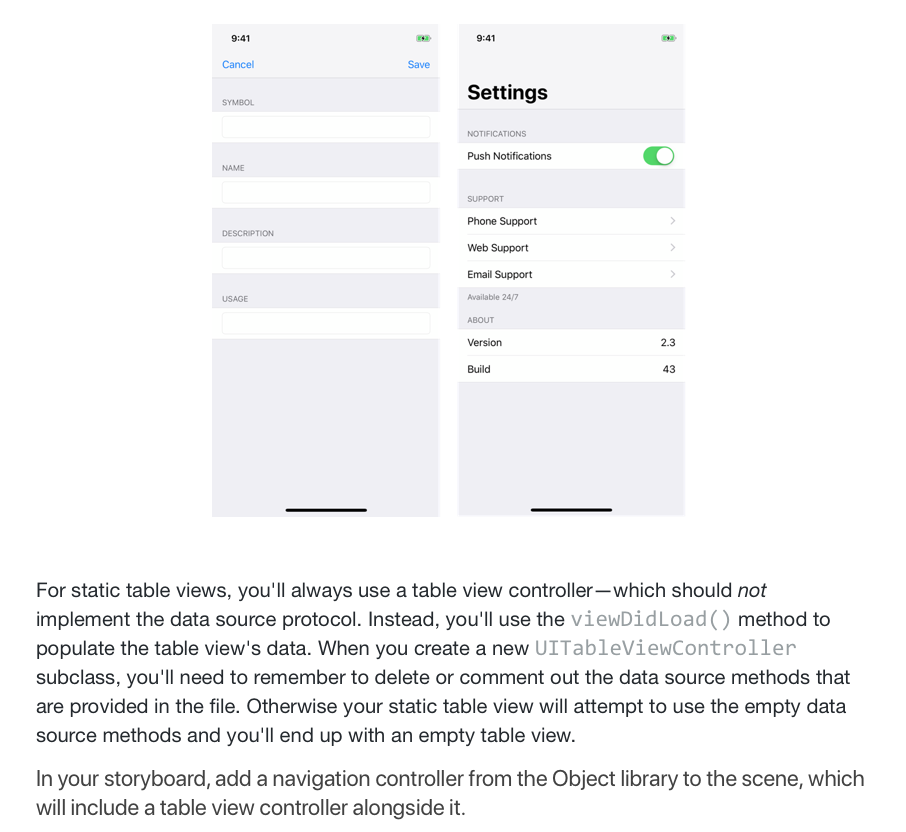 9:41
Cancel Save
SYMBOL
NAME
DESCRIPTION
USAGE
9:41
Settings
NOTIFICATIONS
Push Notifications
SUPPORT
Phone Support
Web Support
Email Support
Available 24/7
ABOUT
Version 2.3
Build 43
For static table views, you'll always use a table view controller—which should not
implement the data source protocol. Instead, you'll use the viewDidLoad() method to
populate the table view's data. When you create a new UITableViewController
subclass, you'll need to remember to delete or comment out the data source methods that
are provided in the file. Otherwise your static table view will attempt to use the empty data
source methods and you'll end up with an empty table view.
In your storyboard, add a navigation controller from the Object library to the scene, which
will include a table view controller alongside it.